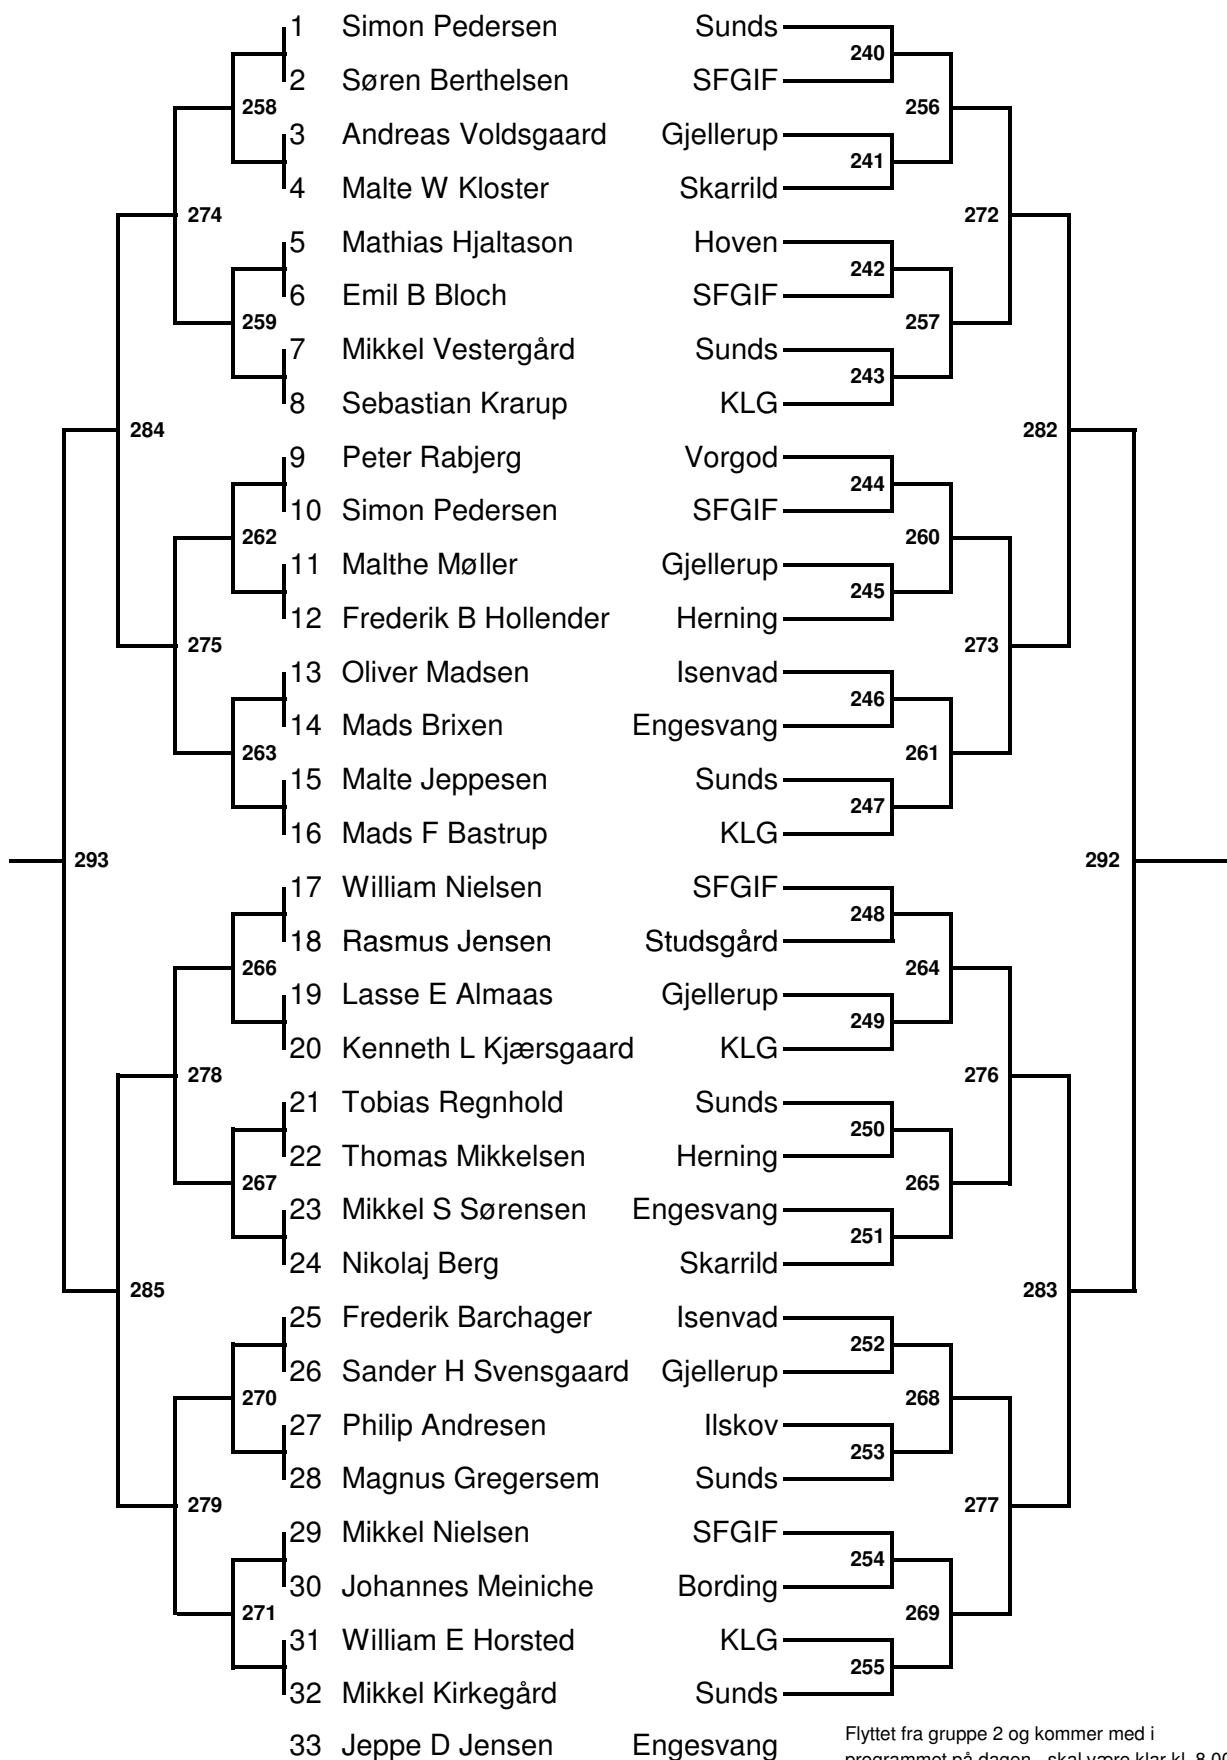 1 Simon Pedersen Sunds
240
2 Søren Berthelsen SFGIF
258 256
3 Andreas Voldsgaard Gjellerup
241
4 Malte W Kloster Skarrild
274 272
5 Mathias Hjaltason Hoven
242
6 Emil B Bloch SFGIF
259 257
7 Mikkel Vestergård Sunds
243
8 Sebastian Krarup KLG
284 282
9 Peter Rabjerg Vorgod
244
10 Simon Pedersen SFGIF
262 260
11 Malthe Møller Gjellerup
245
12 Frederik B Hollender Herning
275 273
13 Oliver Madsen Isenvad
246
14 Mads Brixen Engesvang
263 261
15 Malte Jeppesen Sunds
247
16 Mads F Bastrup KLG
293 292
17 William Nielsen SFGIF
248
18 Rasmus Jensen Studsgård
266 264
19 Lasse E Almaas Gjellerup
249
20 Kenneth L Kjærsgaard KLG
278 276
21 Tobias Regnhold Sunds
250
22 Thomas Mikkelsen Herning
267 265
23 Mikkel S Sørensen Engesvang
251
24 Nikolaj Berg Skarrild
285 283
25 Frederik Barchager Isenvad
252
26 Sander H Svensgaard Gjellerup
270 268
27 Philip Andresen Ilskov
253
28 Magnus Gregersem Sunds
279 277
29 Mikkel Nielsen SFGIF
254
30 Johannes Meiniche Bording
271 269
31 William E Horsted KLG
255
32 Mikkel Kirkegård Sunds
33 Jeppe D Jensen Engesvang
Flyttet fra gruppe 2 og kommer med i
programmet på dagen - skal være klar kl.